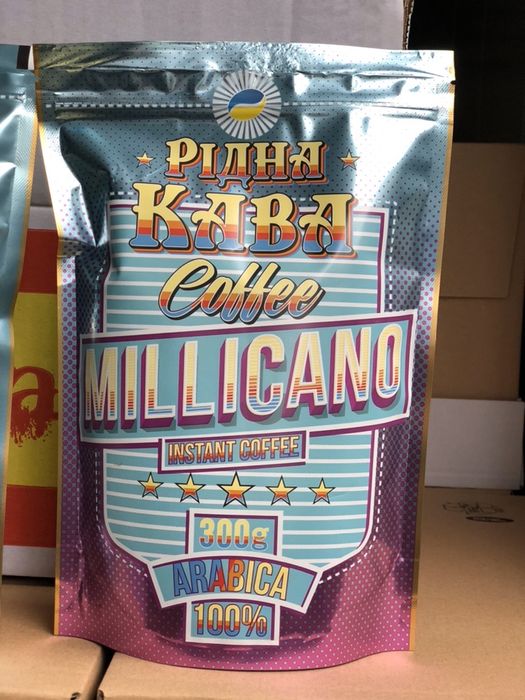 РІДНА
КАВА
Coffee
MILLICANO
INSTANT COFFEE
300g
ARABICA
100%
a